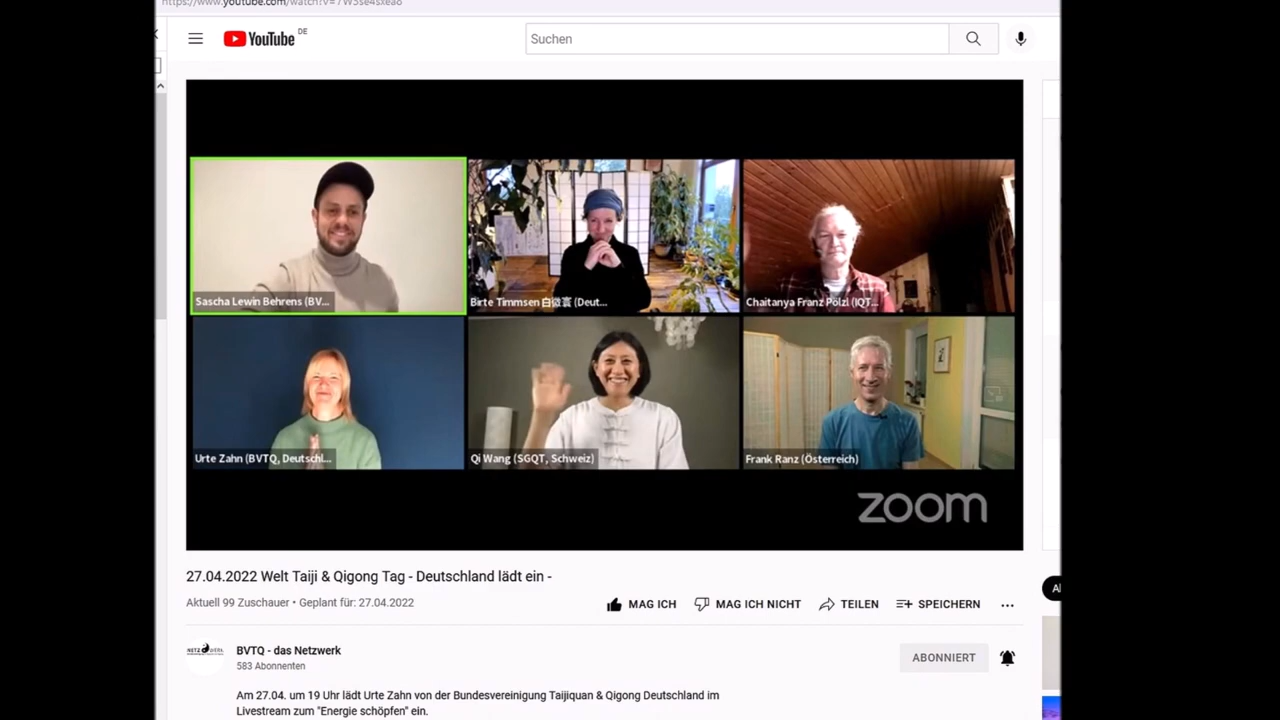 YouTube DE
Suchen
Sascha Lewin Behrens (BV...
Birte Timmsen 白微寰 (Deut...
Chaitanya Franz Pölzl (IQT...
Urte Zahn (BVTQ, Deutschl...
Qi Wang (SGQT, Schweiz)
Frank Ranz (Österreich)
zoom
27.04.2022 Welt Taiji & Qigong Tag - Deutschland lädt ein -
Aktuell 99 Zuschauer • Geplant für: 27.04.2022
MAG ICH
MAG ICH NICHT
TEILEN
SPEICHERN
BVTQ - das Netzwerk
583 Abonnenten
ABONNIERT
Am 27.04. um 19 Uhr lädt Urte Zahn von der Bundesvereinigung Taijiquan & Qigong Deutschland im
Livestream zum "Energie schöpfen" ein.